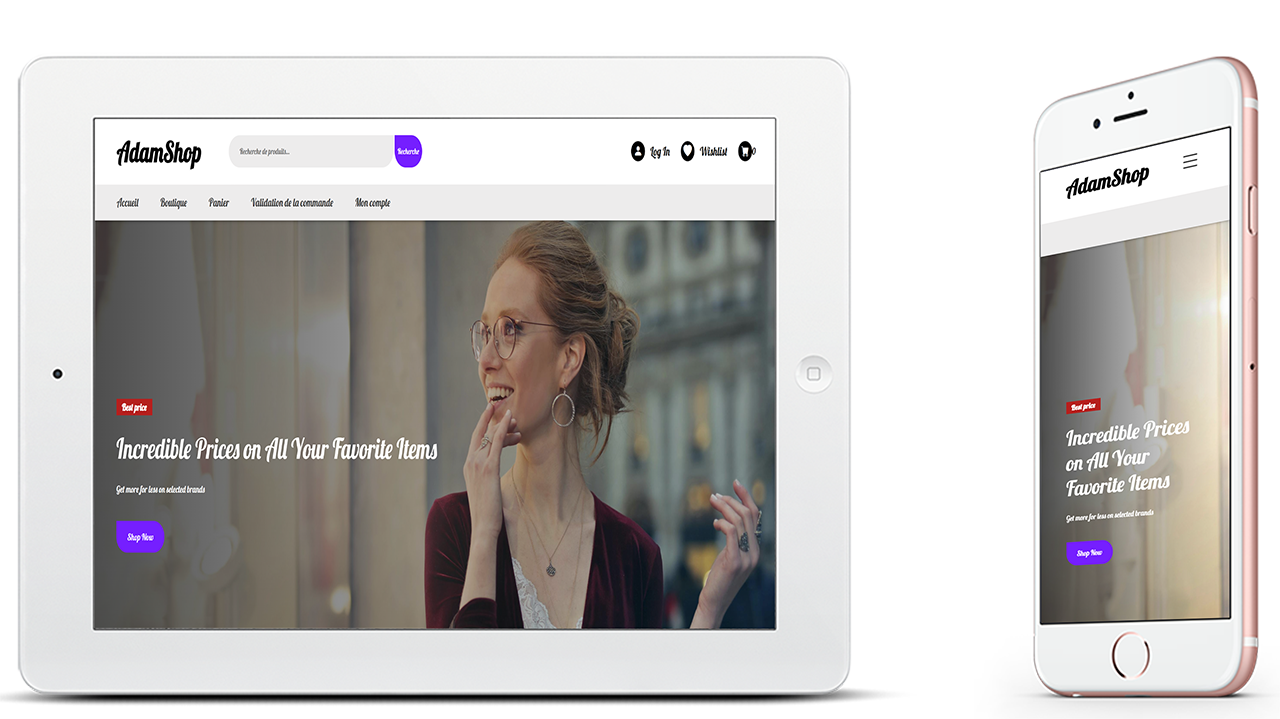 AdamShop
Recherche de produits...
Recherche
Log In
Wishlist
0
Accueil
Boutique
Panier
Validation de la commande
Mon compte
Best price
Incredible Prices on All Your Favorite Items
Get more for less on selected brands
Shop Now
AdamShop
Best price
Incredible Prices
on All Your
Favorite Items
Get more for less on selected brands
Shop Now